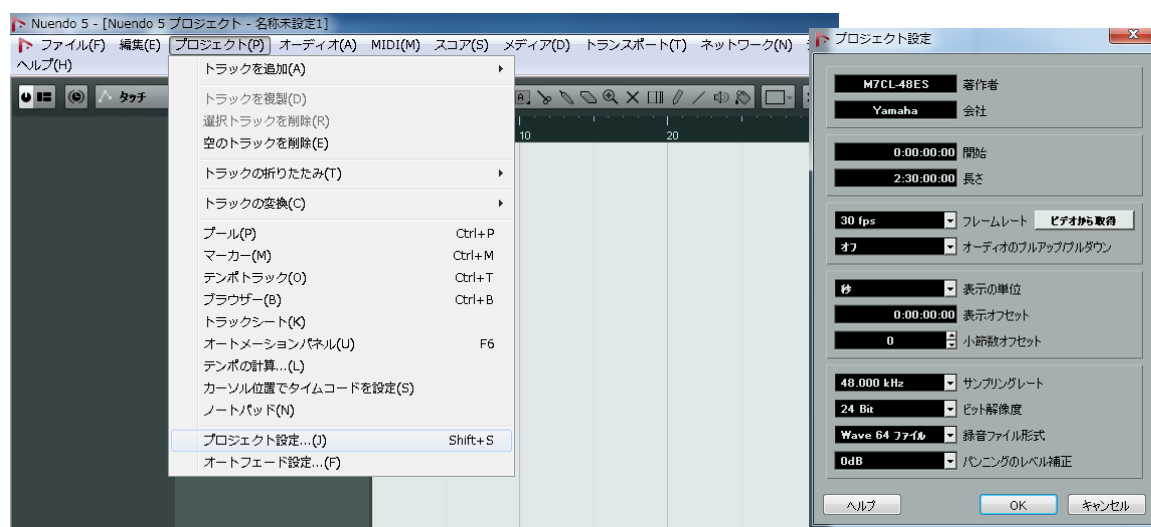 Nuendo 5 - [Nuendo 5 プロジェクト - 名称未設定1]
ファイル(F) 編集(E) プロジェクト(P) オーディオ(A) MIDI(M) スコア(S) メディア(D) トランスポート(T) ネットワーク(N)
ヘルプ(H)
タッチ
10 20
トラックを追加(A)
トラックを複製(D)
選択トラックを削除(R)
空のトラックを削除(E)
トラックの折りたたみ(T)
トラックの変換(C)
プール(P) Ctrl+P
マーカー(M) Ctrl+M
テンポトラック(O) Ctrl+T
ブラウザー(B) Ctrl+B
トラックシート(K)
オートメーションパネル(U) F6
テンポの計算...(L)
カーソル位置でタイムコードを設定(S)
ノートパッド(N)
プロジェクト設定...(J) Shift+S
オートフェード設定...(F)
プロジェクト設定
M7CL-48ES 著作者
Yamaha 会社
0:00:00:00 開始
2:30:00:00 長さ
30 fps フレームレート ビデオから取得
オフ オーディオのプルアップ/プルダウン
秒 表示の単位
0:00:00:00 表示オフセット
0 小節数オフセット
48.000 kHz サンプリングレート
24 Bit ビット解像度
Wave 64 ファイル 録音ファイル形式
0dB パンニングのレベル補正
ヘルプ OK キャンセル